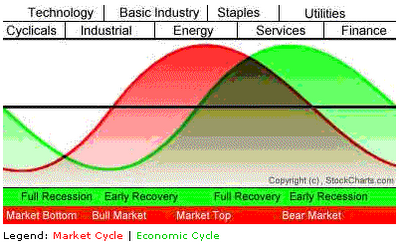 Technology | Basic Industry | Staples | Utilities
Cyclicals | Industrial | Energy | Services | Finance
Copyright (c) , StockCharts.com
Full Recession Early Recovery Full Recovery Early Recession
Market Bottom Bull Market Market Top Bear Market
Legend: Market Cycle | Economic Cycle